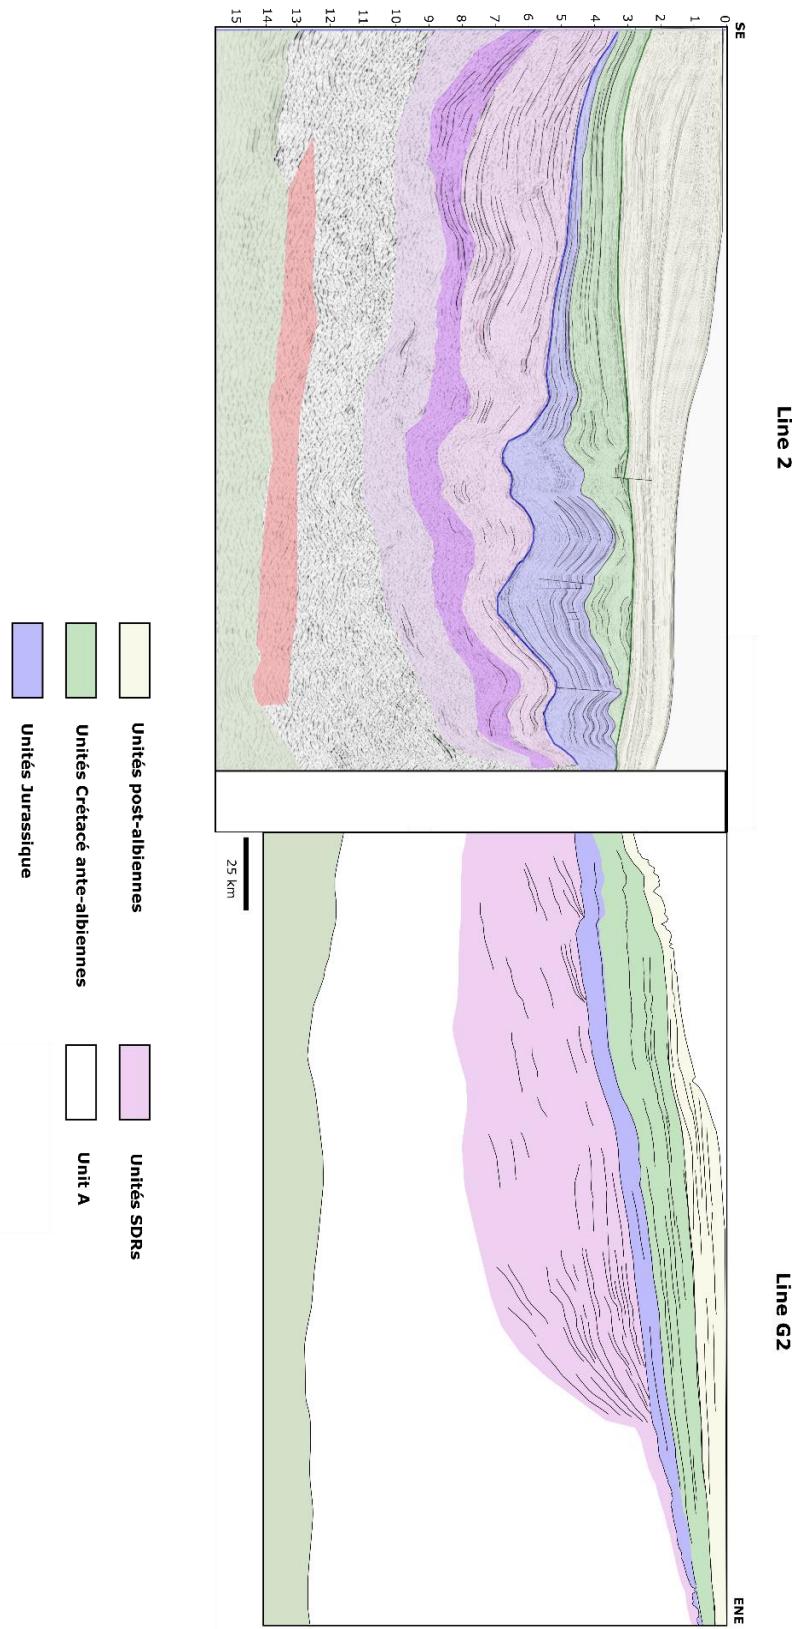 Line 2
Line G2
SE
ENE
0
1
2
3
4
5
6
7
8
9
10
11
12
13
14
15
25 km
Unités post-albiennes
Unités SDRs
Unités Crétacé ante-albiennes
Unit A
Unités Jurassique